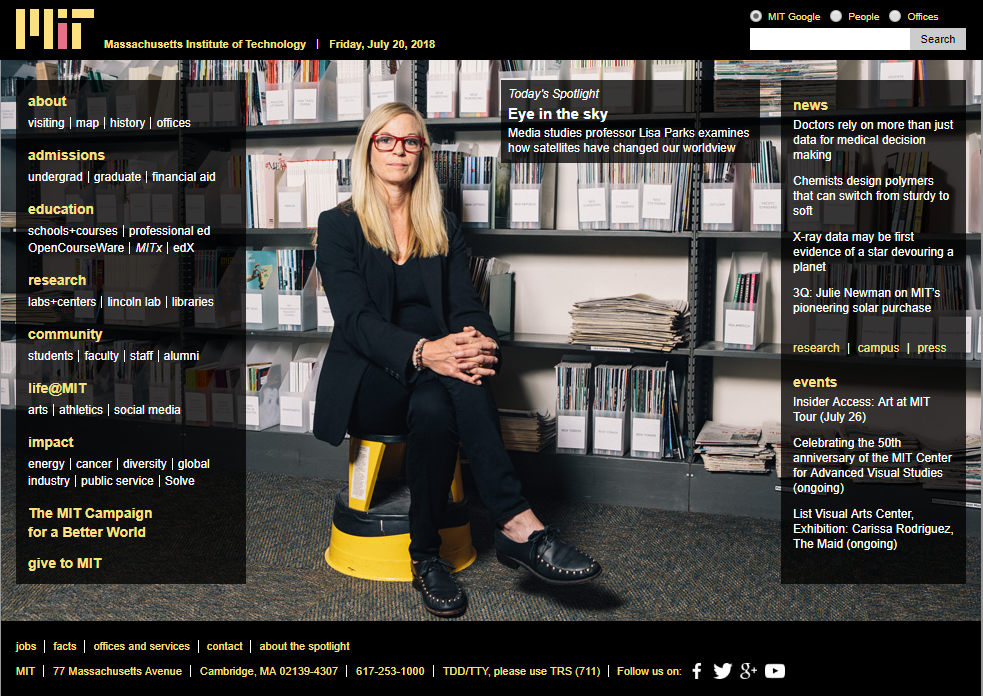 MIT
Massachusetts Institute of Technology | Friday, July 20, 2018
MIT Google People Offices
Search
about
visiting | map | history | offices
admissions
undergrad | graduate | financial aid
education
schools+courses | professional ed
OpenCourseWare | MITx | edX
research
labs+centers | lincoln lab | libraries
community
students | faculty | staff | alumni
life@MIT
arts | athletics | social media
impact
energy | cancer | diversity | global
industry | public service | Solve
The MIT Campaign
for a Better World
give to MIT
Today's Spotlight
Eye in the sky
Media studies professor Lisa Parks examines
how satellites have changed our worldview
news
Doctors rely on more than just
data for medical decision
making
Chemists design polymers
that can switch from sturdy to
soft
X-ray data may be first
evidence of a star devouring a
planet
3Q: Julie Newman on MIT's
pioneering solar purchase
research | campus | press
events
Insider Access: Art at MIT
Tour (July 26)
Celebrating the 50th
anniversary of the MIT Center
for Advanced Visual Studies
(ongoing)
List Visual Arts Center,
Exhibition: Carissa Rodriguez,
The Maid (ongoing)
jobs | facts | offices and services | contact | about the spotlight
MIT | 77 Massachusetts Avenue | Cambridge, MA 02139-4307 | 617-253-1000 | TDD/TTY, please use TRS (711) | Follow us on: